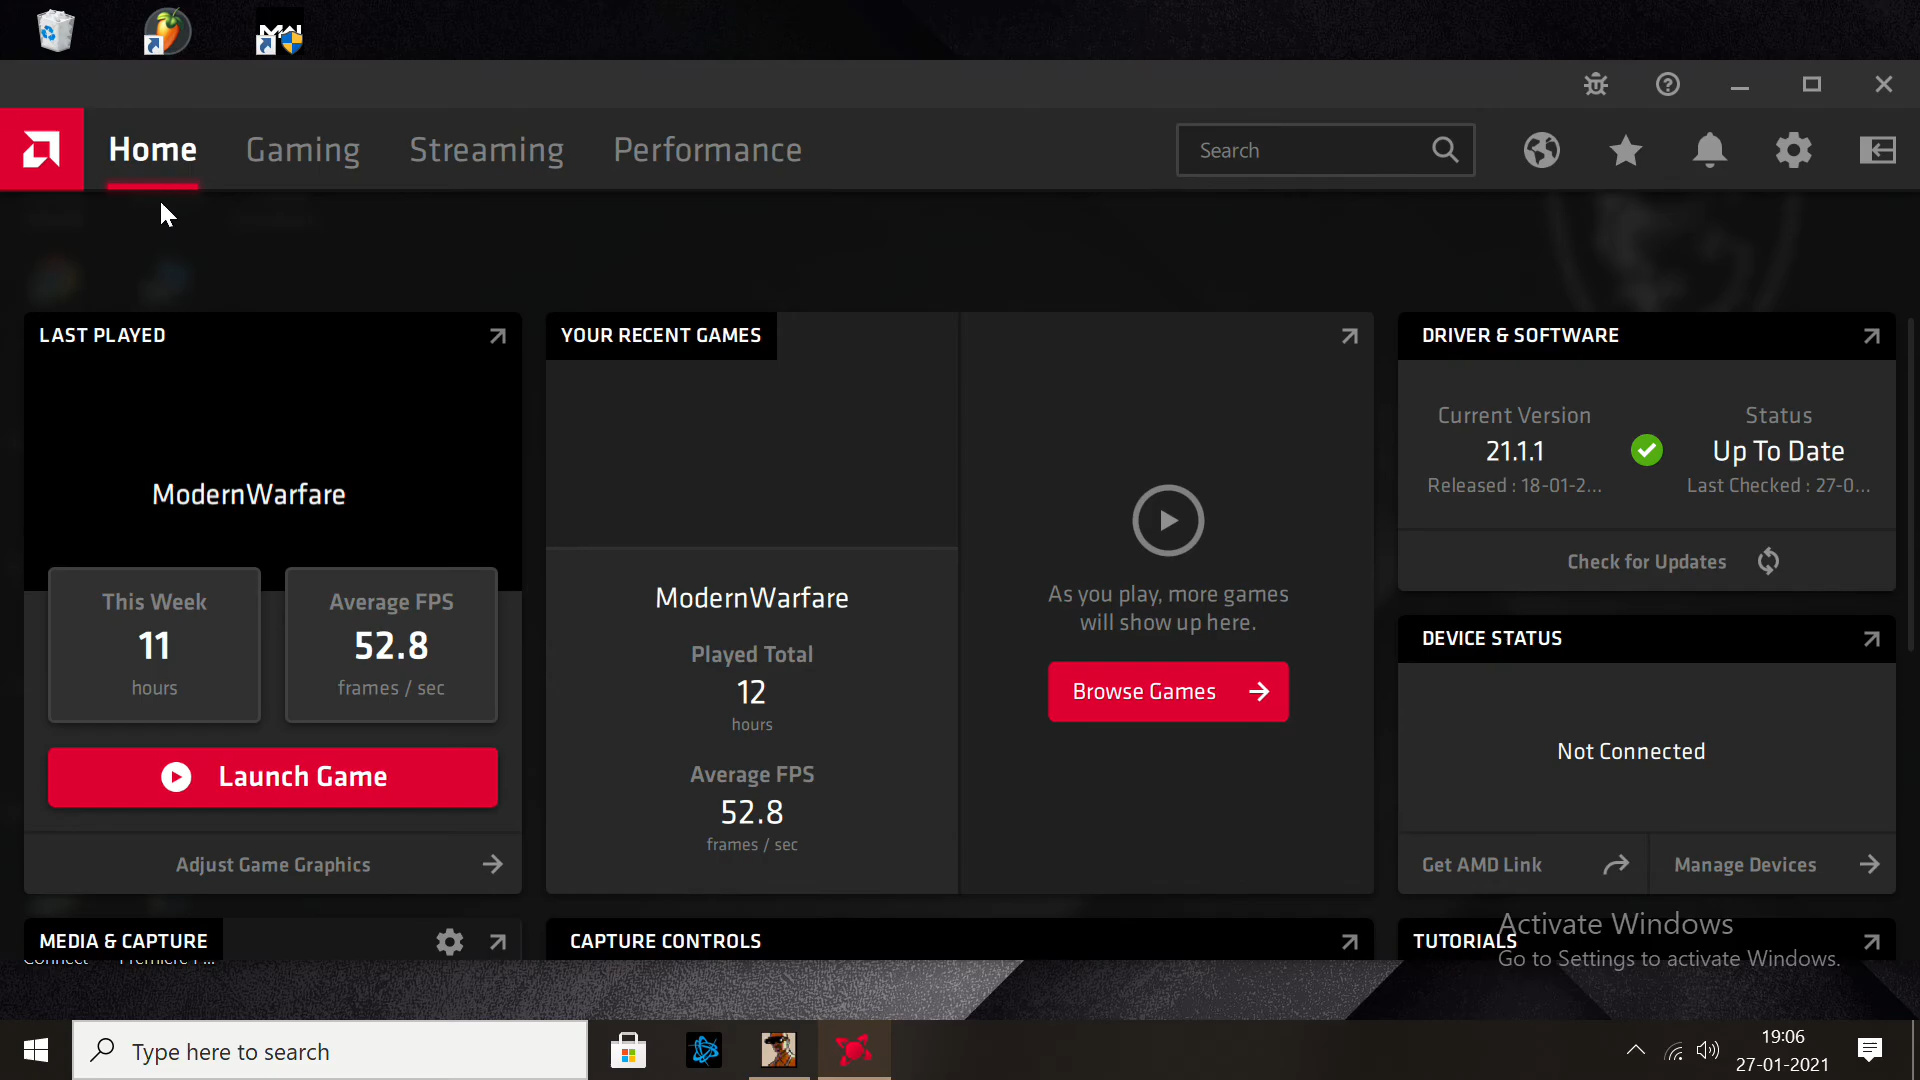 Home
Gaming
Streaming
Performance
Search
LAST PLAYED
ModernWarfare
This Week
11
hours
Average FPS
52.8
frames / sec
Launch Game
Adjust Game Graphics
YOUR RECENT GAMES
ModernWarfare
Played Total
12
hours
Average FPS
52.8
frames / sec
As you play, more games
will show up here.
Browse Games
DRIVER & SOFTWARE
Current Version
21.1.1
Released : 18-01-2...
Status
Up To Date
Last Checked : 27-0...
Check for Updates
DEVICE STATUS
Not Connected
Get AMD Link
Manage Devices
MEDIA & CAPTURE
CAPTURE CONTROLS
TUTORIALS
Activate Windows
Go to Settings to activate Windows.
Type here to search
19:06
27-01-2021